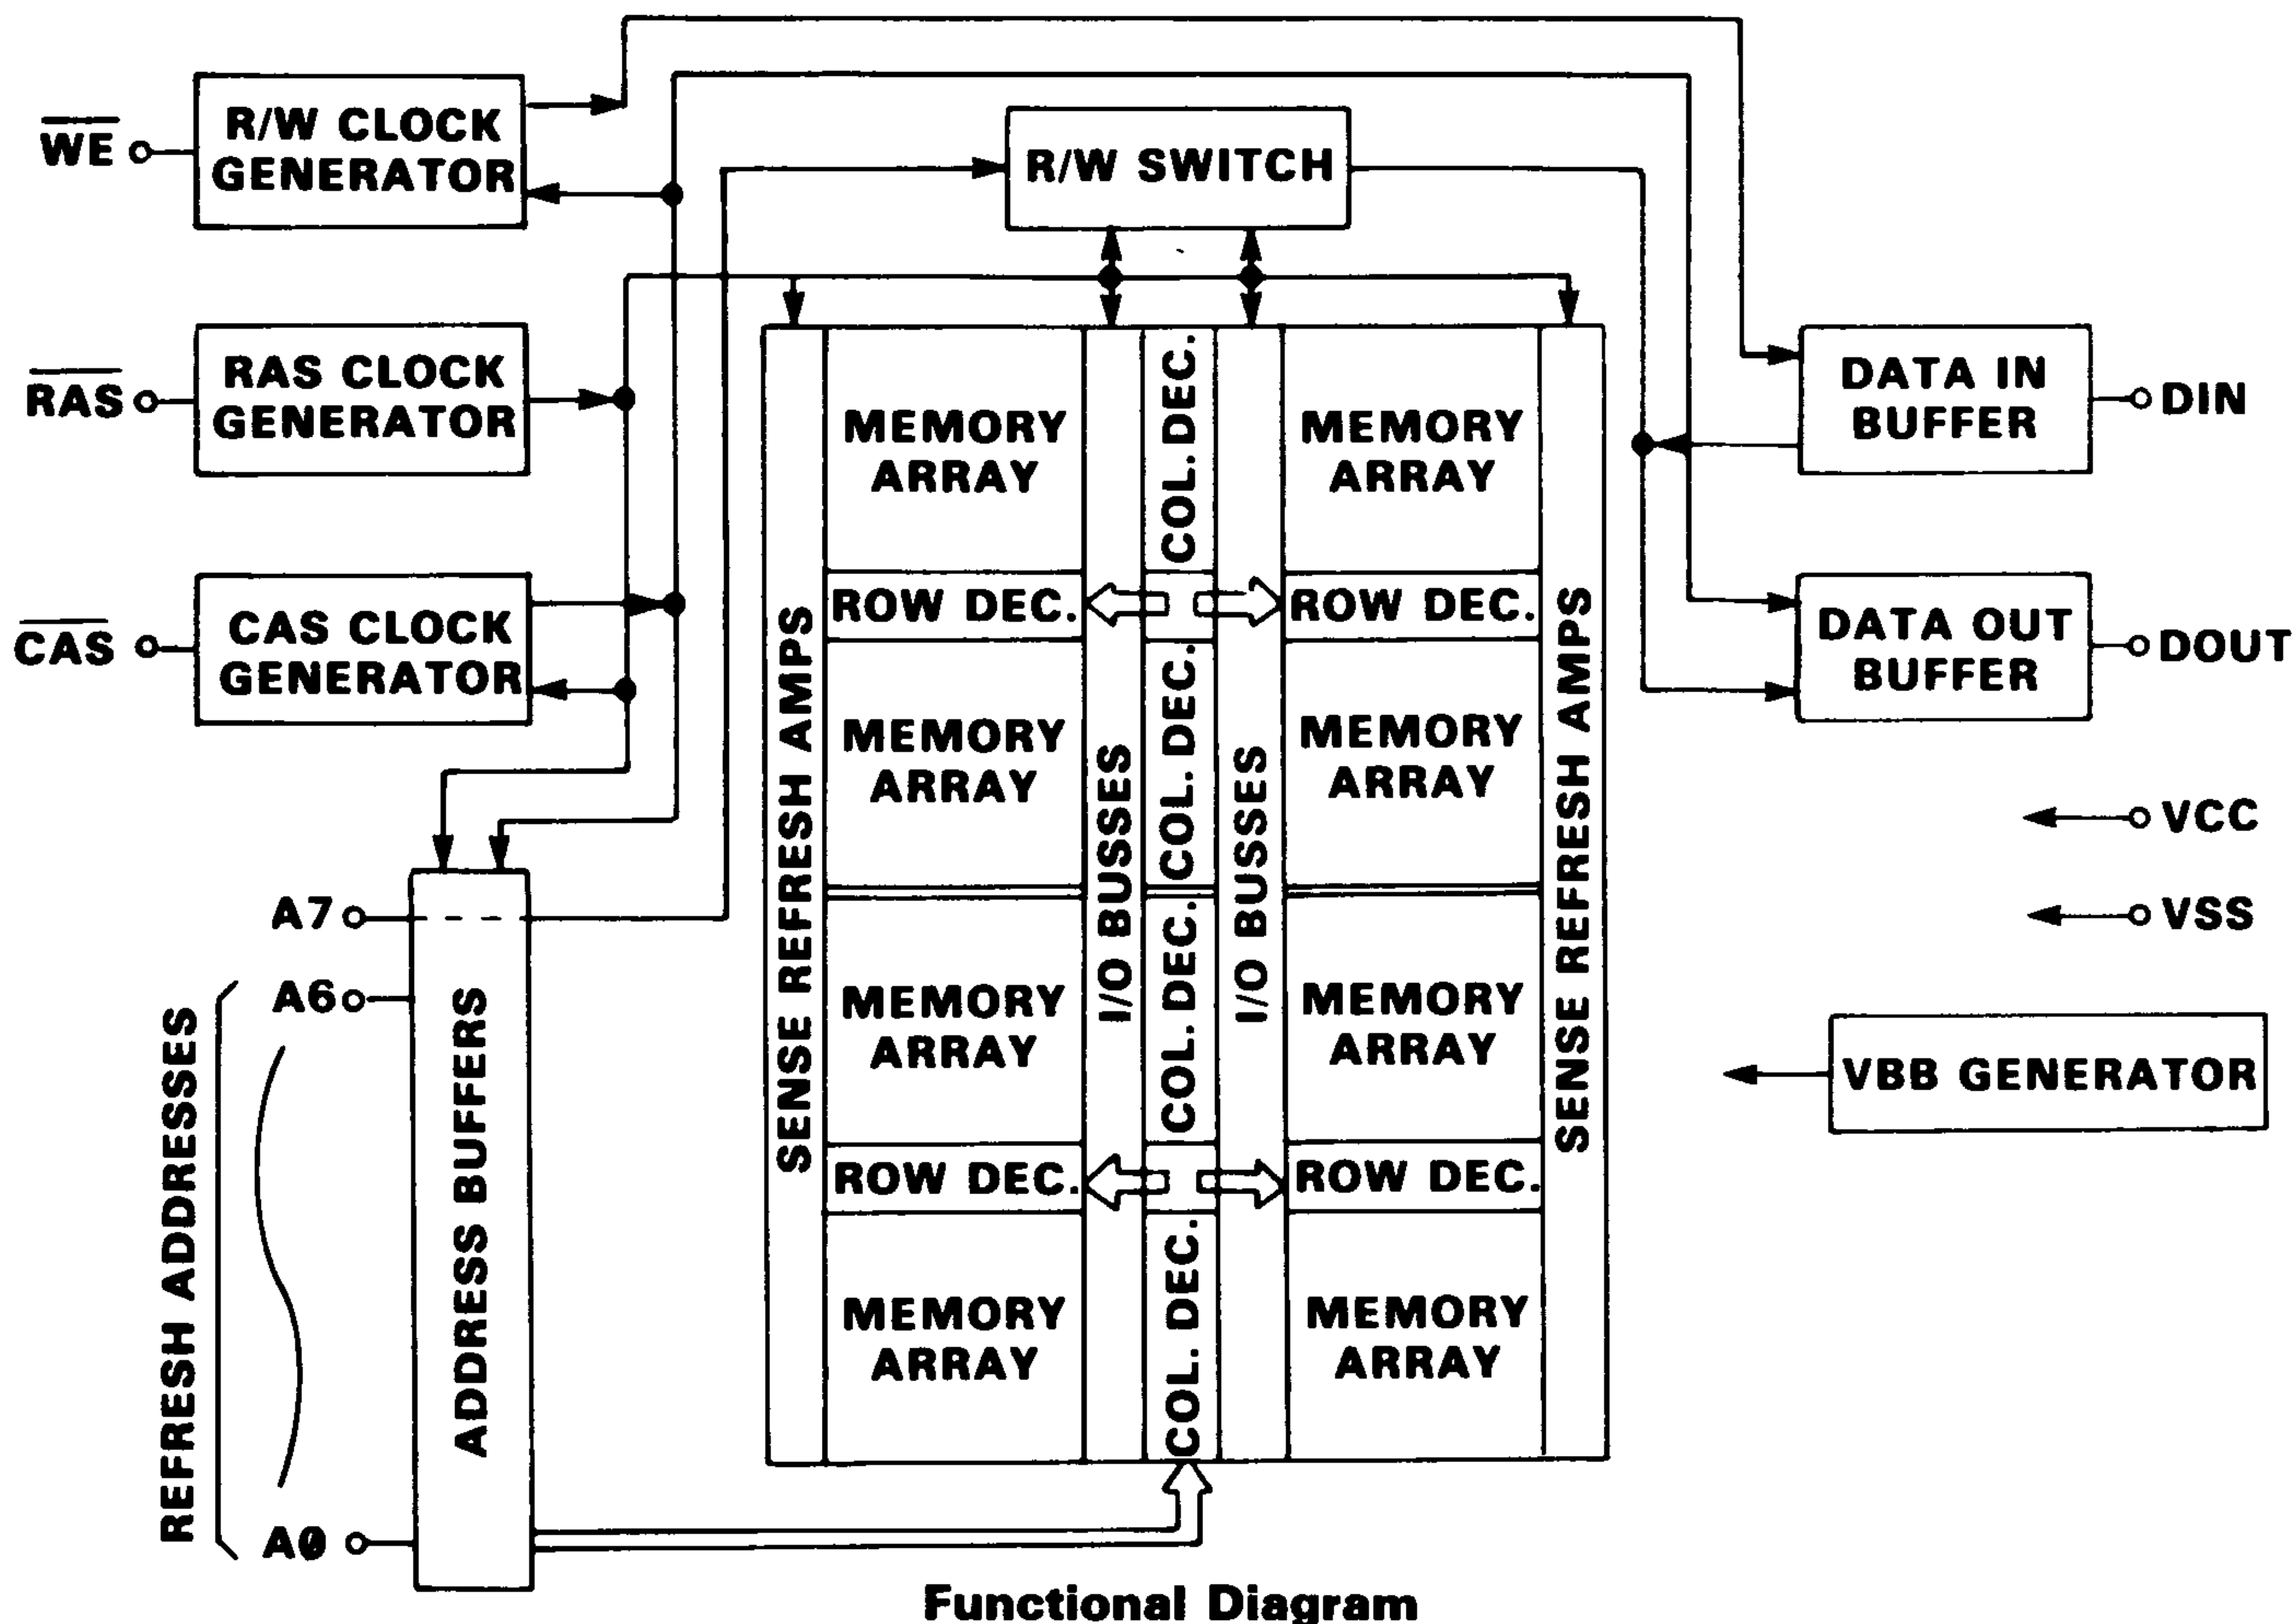 WE
R/W CLOCK
GENERATOR
R/W SWITCH
RAS
RAS CLOCK
GENERATOR
CAS
CAS CLOCK
GENERATOR
SENSE REFRESH AMPS
MEMORY
ARRAY
ROW DEC.
MEMORY
ARRAY
MEMORY
ARRAY
ROW DEC.
MEMORY
ARRAY
I/O BUSSES
COL. DEC.
COL. DEC.
COL. DEC.
COL. DEC.
I/O BUSSES
MEMORY
ARRAY
ROW DEC.
MEMORY
ARRAY
MEMORY
ARRAY
ROW DEC.
MEMORY
ARRAY
SENSE REFRESH AMPS
DATA IN
BUFFER
DIN
DATA OUT
BUFFER
DOUT
VCC
VSS
VBB GENERATOR
A7
A6
A0
REFRESH ADDRESSES
ADDRESS BUFFERS
Functional Diagram